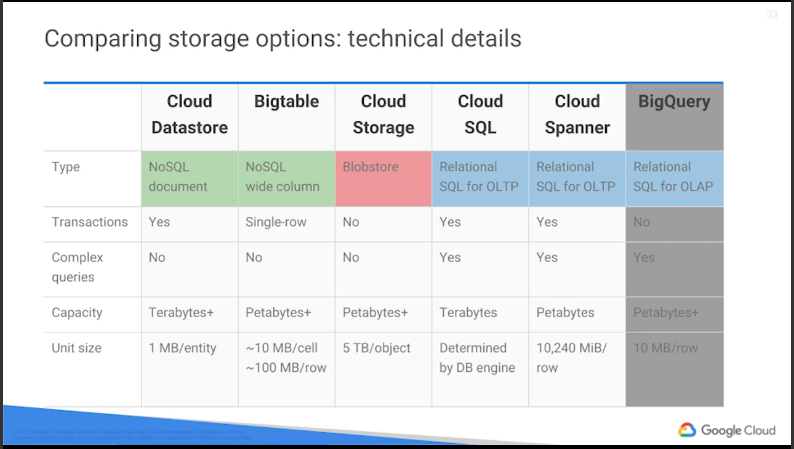 33
Comparing storage options: technical details
Cloud Datastore Bigtable Cloud Storage Cloud SQL Cloud Spanner BigQuery
Type NoSQL document NoSQL wide column Blobstore Relational SQL for OLTP Relational SQL for OLTP Relational SQL for OLAP
Transactions Yes Single-row No Yes Yes No
Complex queries No No No Yes Yes Yes
Capacity Terabytes+ Petabytes+ Petabytes+ Terabytes Petabytes Petabytes+
Unit size 1 MB/entity ~10 MB/cell ~100 MB/row 5 TB/object Determined by DB engine 10,240 MiB/ row 10 MB/row
Google Cloud